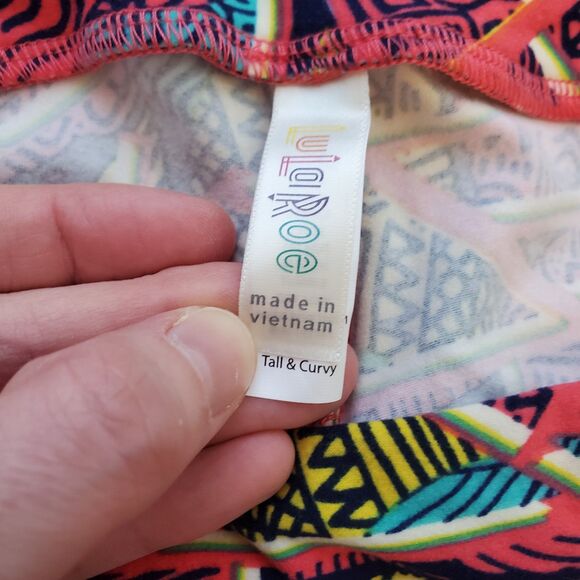 LuLaRoe
made in
vietnam
Tall & Curvy